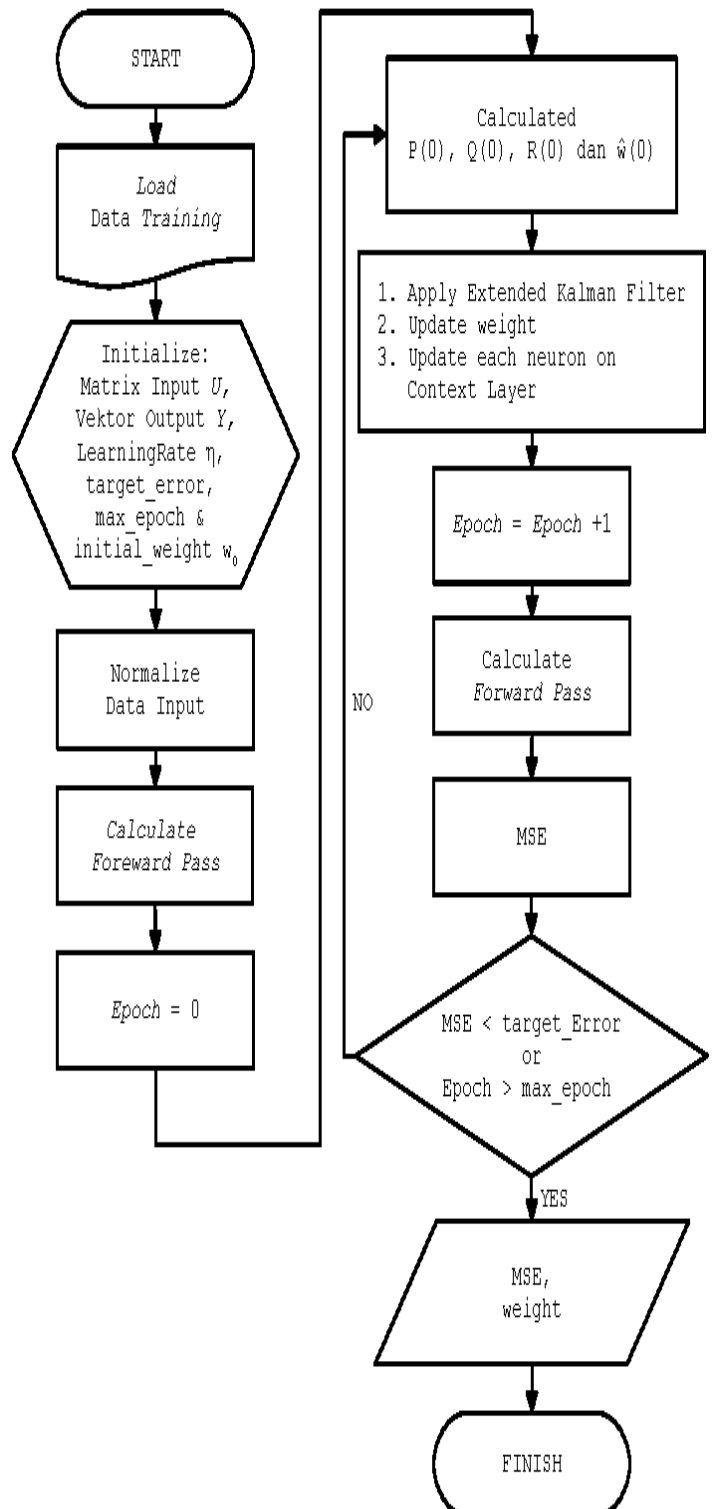 START
Load
Data Training
Initialize:
Matrix Input U,
Vektor Output Y,
LearningRate η,
target_error,
max_epoch &
initial_weight w₀
Normalize
Data Input
Calculate
Foreward Pass
Epoch = 0
Calculated
P(0), Q(0), R(0) dan ŵ(0)
1. Apply Extended Kalman Filter
2. Update weight
3. Update each neuron on
Context Layer
Epoch = Epoch +1
Calculate
Forward Pass
NO
MSE
MSE < target_Error
or
Epoch > max_epoch
YES
MSE,
weight
FINISH